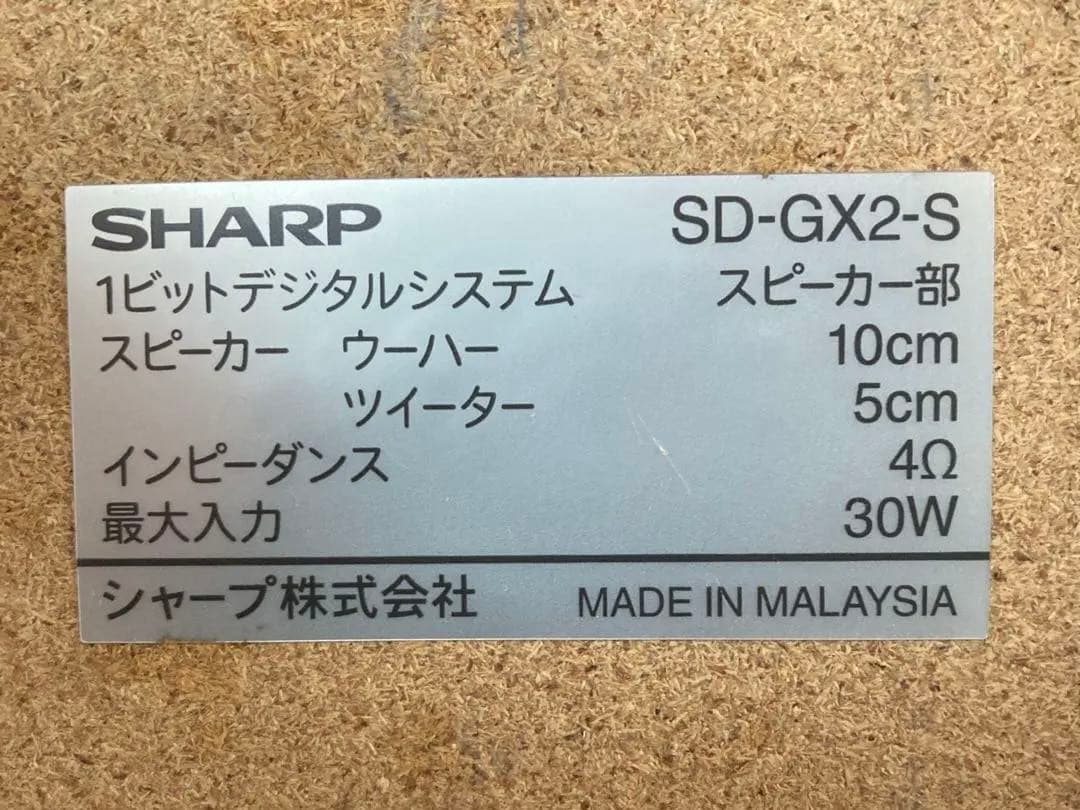 SHARP SD-GX2-S
1ビットデジタルシステム スピーカー部
スピーカー ウーハー 10cm
ツイーター 5cm
インピーダンス 4Ω
最大入力 30W
シャープ株式会社 MADE IN MALAYSIA